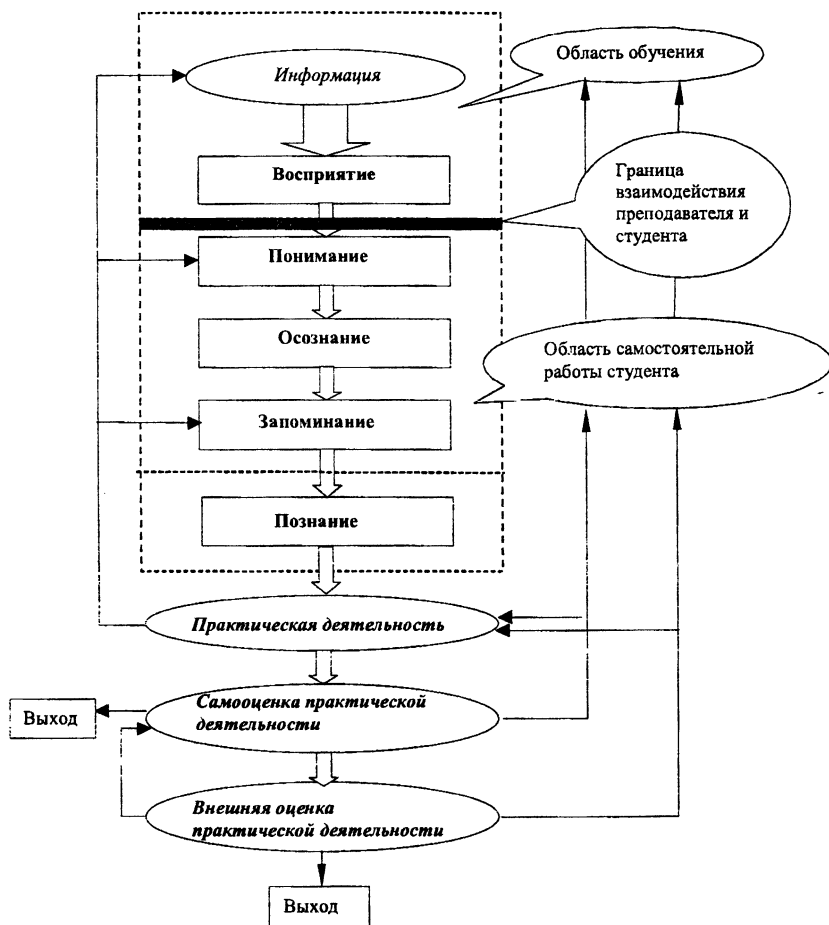 Информация
Область обучения
Восприятие
Граница
взаимодействия
преподавателя и
студента
Понимание
Осознание
Область самостоятельной
работы студента
Запоминание
Познание
Практическая деятельность
Самооценка практической
деятельности
Выход
Внешняя оценка
практической деятельности
Выход